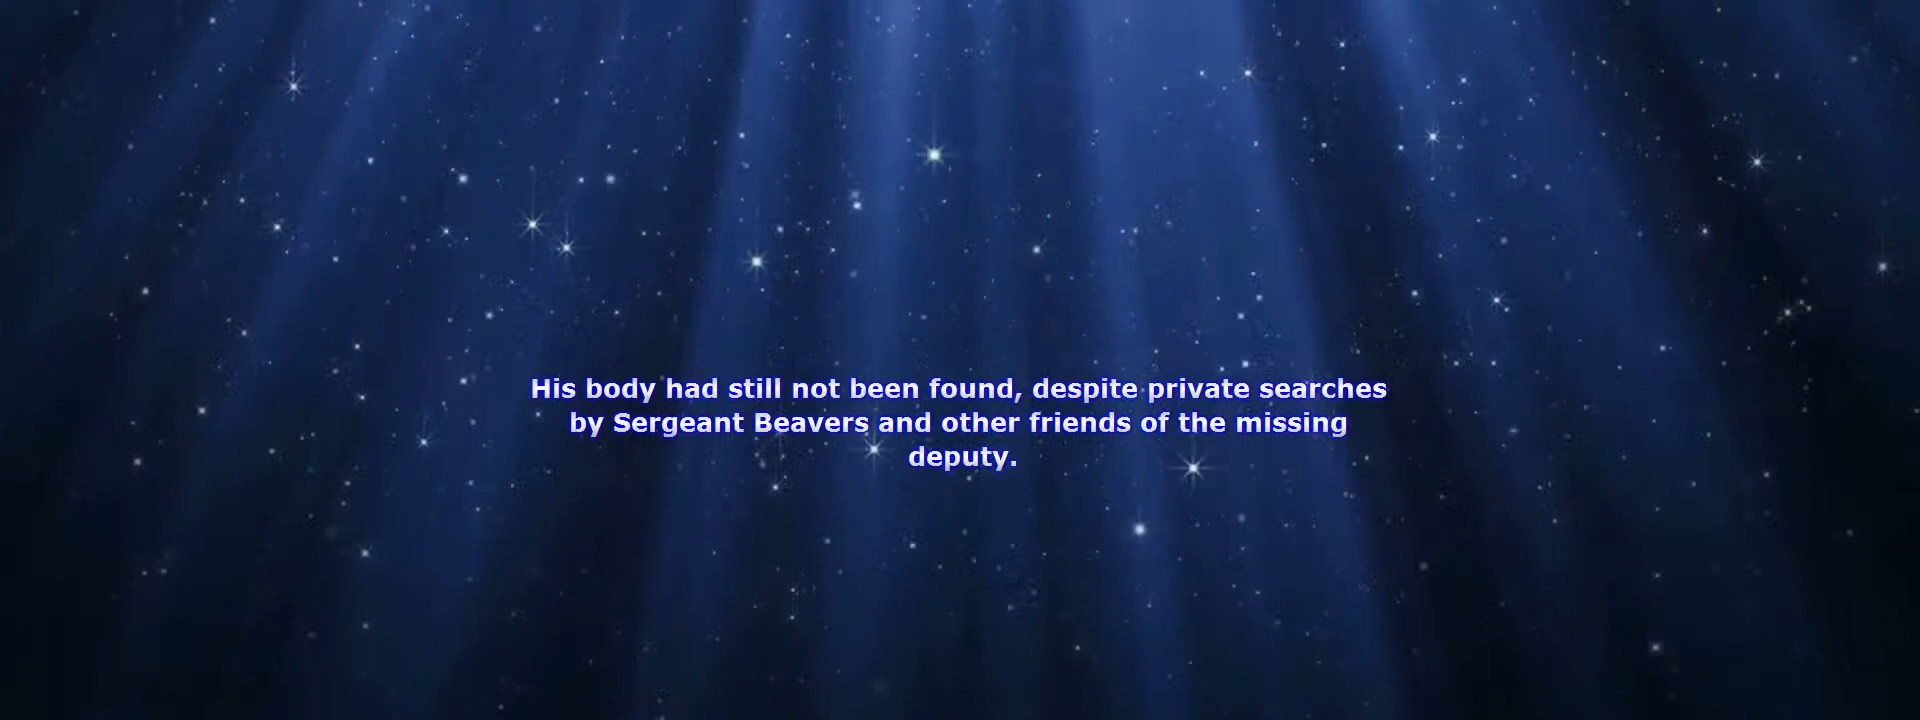 His body had still not been found, despite private searches
by Sergeant Beavers and other friends of the missing
deputy.